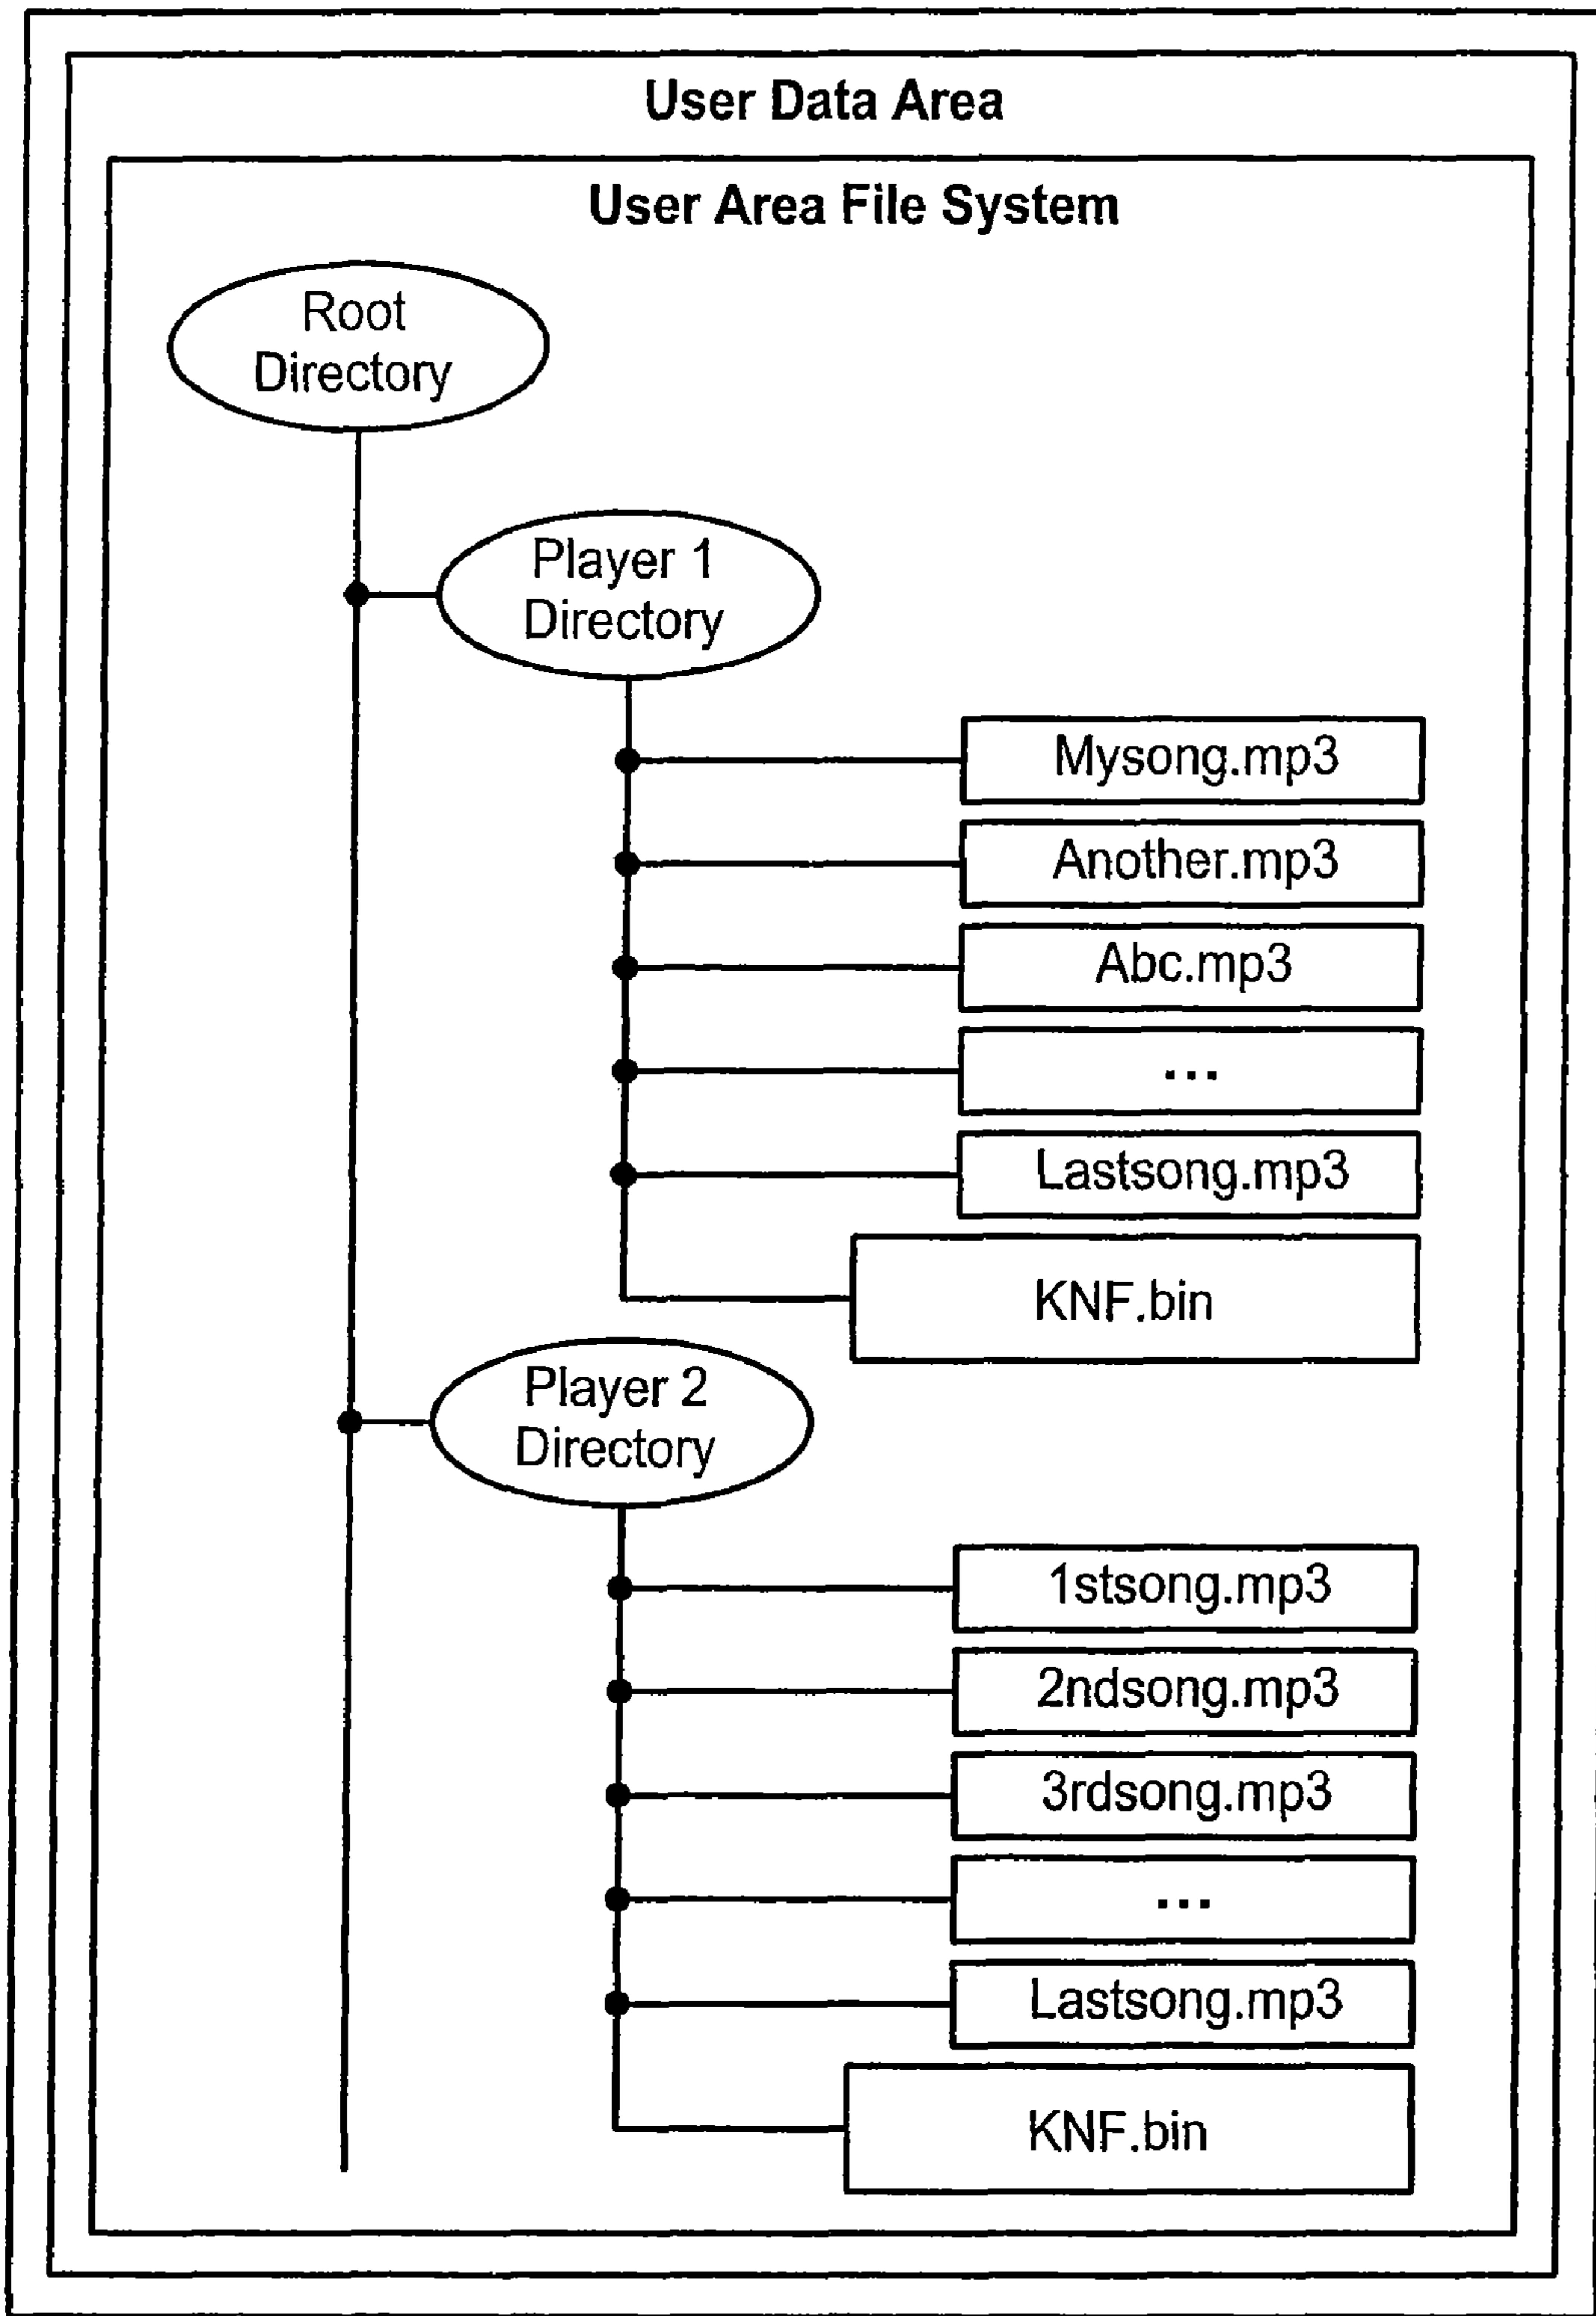 User Data Area
User Area File System
Root
Directory
Player 1
Directory
Mysong.mp3
Another.mp3
Abc.mp3
...
Lastsong.mp3
KNF.bin
Player 2
Directory
1stsong.mp3
2ndsong.mp3
3rdsong.mp3
...
Lastsong.mp3
KNF.bin